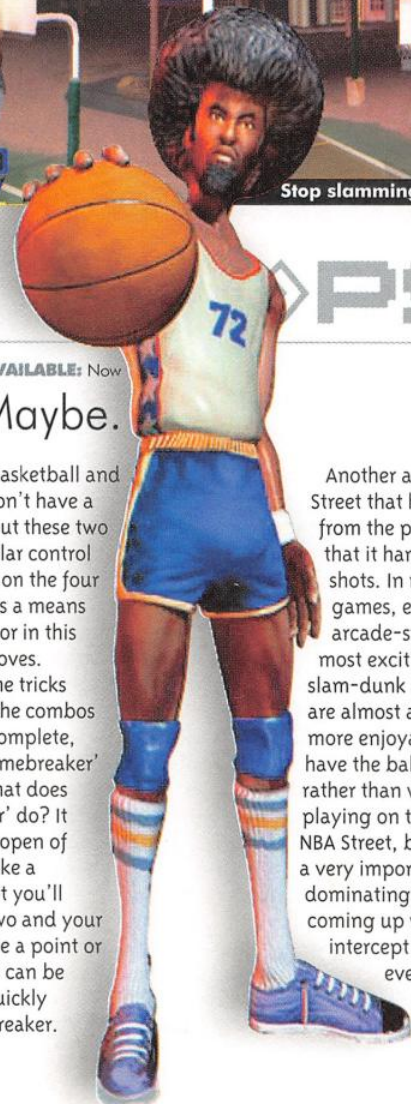 Stop slamming
PS
72
VAILABLE: Now
Maybe.
asketball and
on't have a
ut these two
lar control
on the four
s a means
or in this
oves.
ne tricks
he combos
omplete,
mebreaker'
hat does
r' do? It
open of
ke a
t you'll
wo and your
e a point or
can be
uickly
reaker.
Another a
Street that
from the p
that it har
shots. In
games, e
arcade-s
most excit
slam-dunk
are almost a
more enjoya
have the bal
rather than
playing on t
NBA Street, b
a very impor
dominating
coming up
intercept
eve